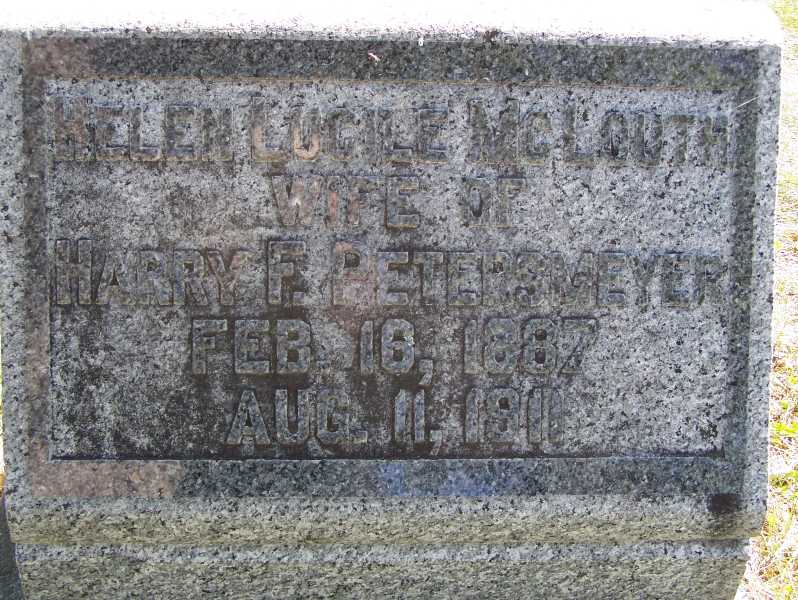 Helen Lucile McLouth
WIFE OF
Harry F. Petersmeyer
FEB. 16, 1887
AUG. 11, 1911